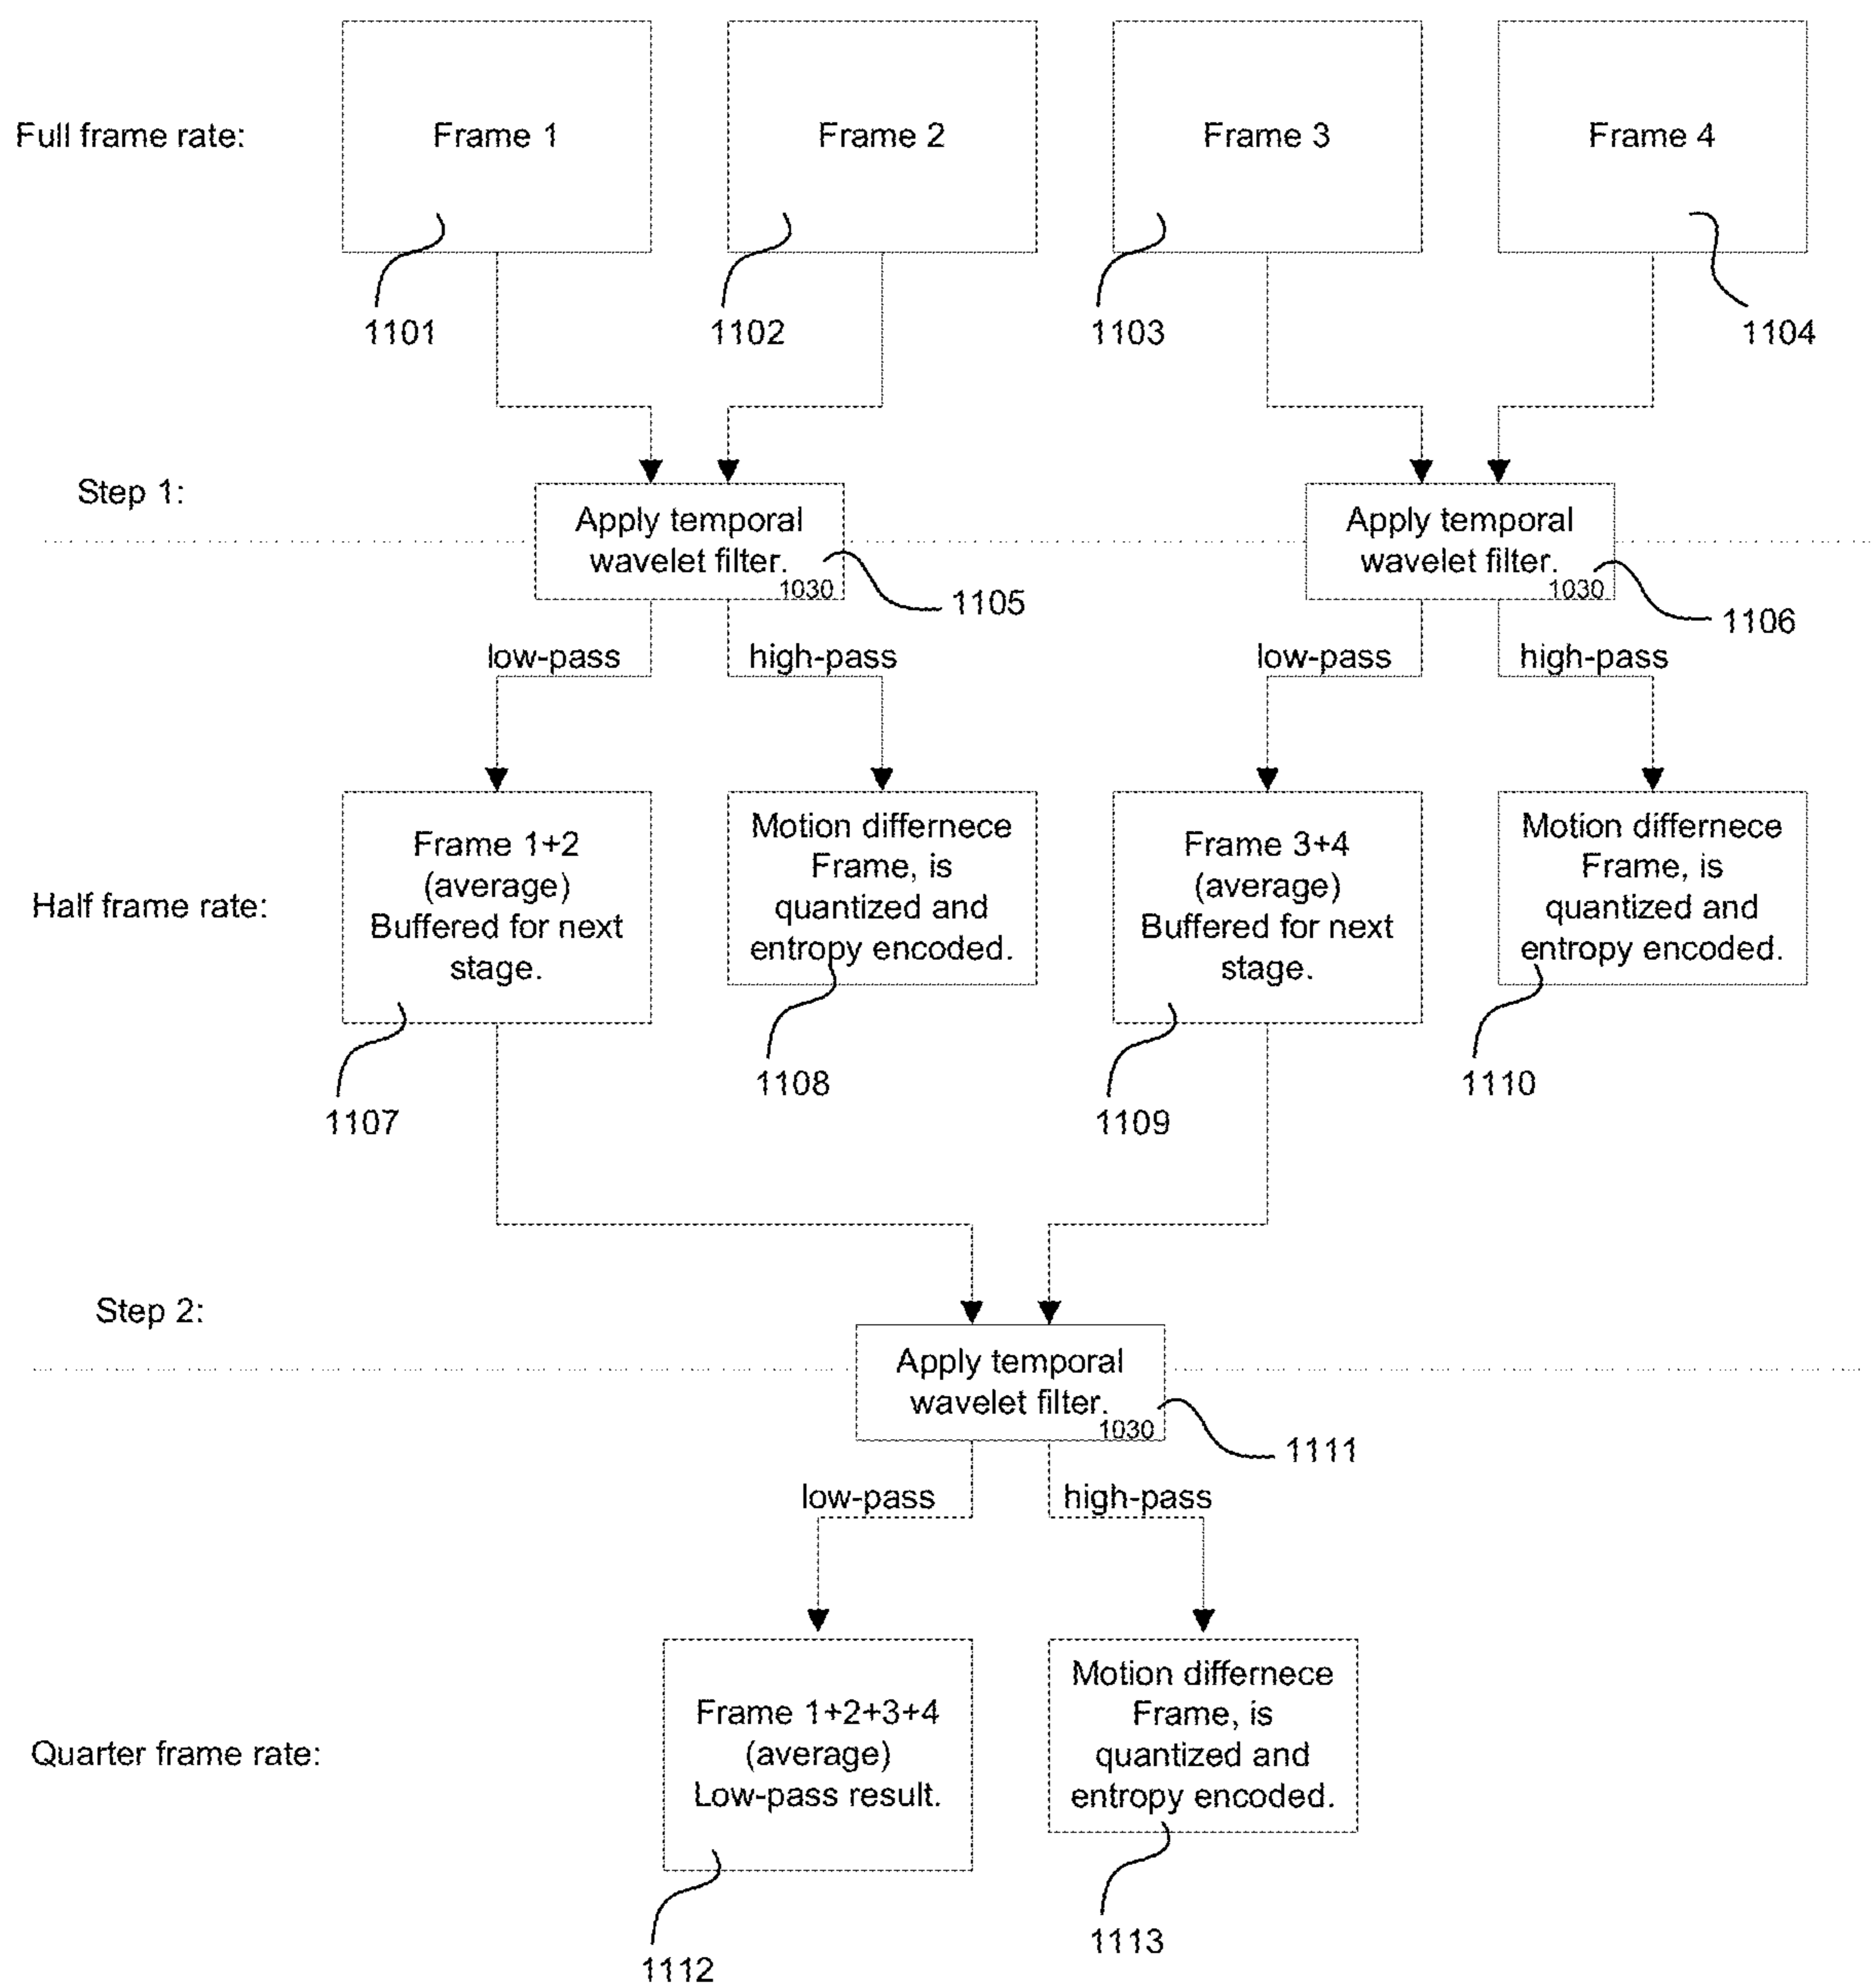 Full frame rate:
Frame 1
Frame 2
Frame 3
Frame 4
1101
1102
1103
1104
Step 1:
Apply temporal
wavelet filter.
1030
1105
Apply temporal
wavelet filter.
1030
1106
low-pass
high-pass
low-pass
high-pass
Half frame rate:
Frame 1+2
(average)
Buffered for next
stage.
Motion differnece
Frame, is
quantized and
entropy encoded.
Frame 3+4
(average)
Buffered for next
stage.
Motion differnece
Frame, is
quantized and
entropy encoded.
1107
1108
1109
1110
Step 2:
Apply temporal
wavelet filter.
1030
1111
low-pass
high-pass
Quarter frame rate:
Frame 1+2+3+4
(average)
Low-pass result.
Motion differnece
Frame, is
quantized and
entropy encoded.
1112
1113